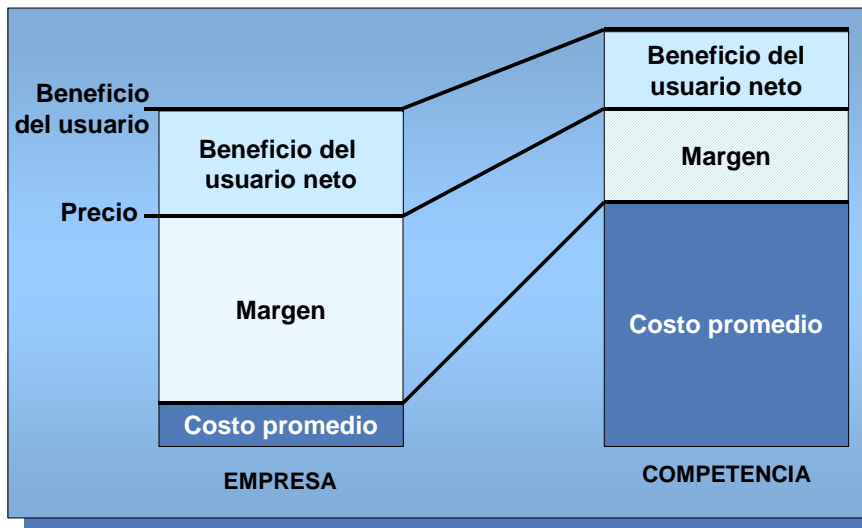 Beneficio
del usuario
Precio
Beneficio del
usuario neto
Margen
Costo promedio
EMPRESA
Beneficio del
usuario neto
Margen
Costo promedio
COMPETENCIA